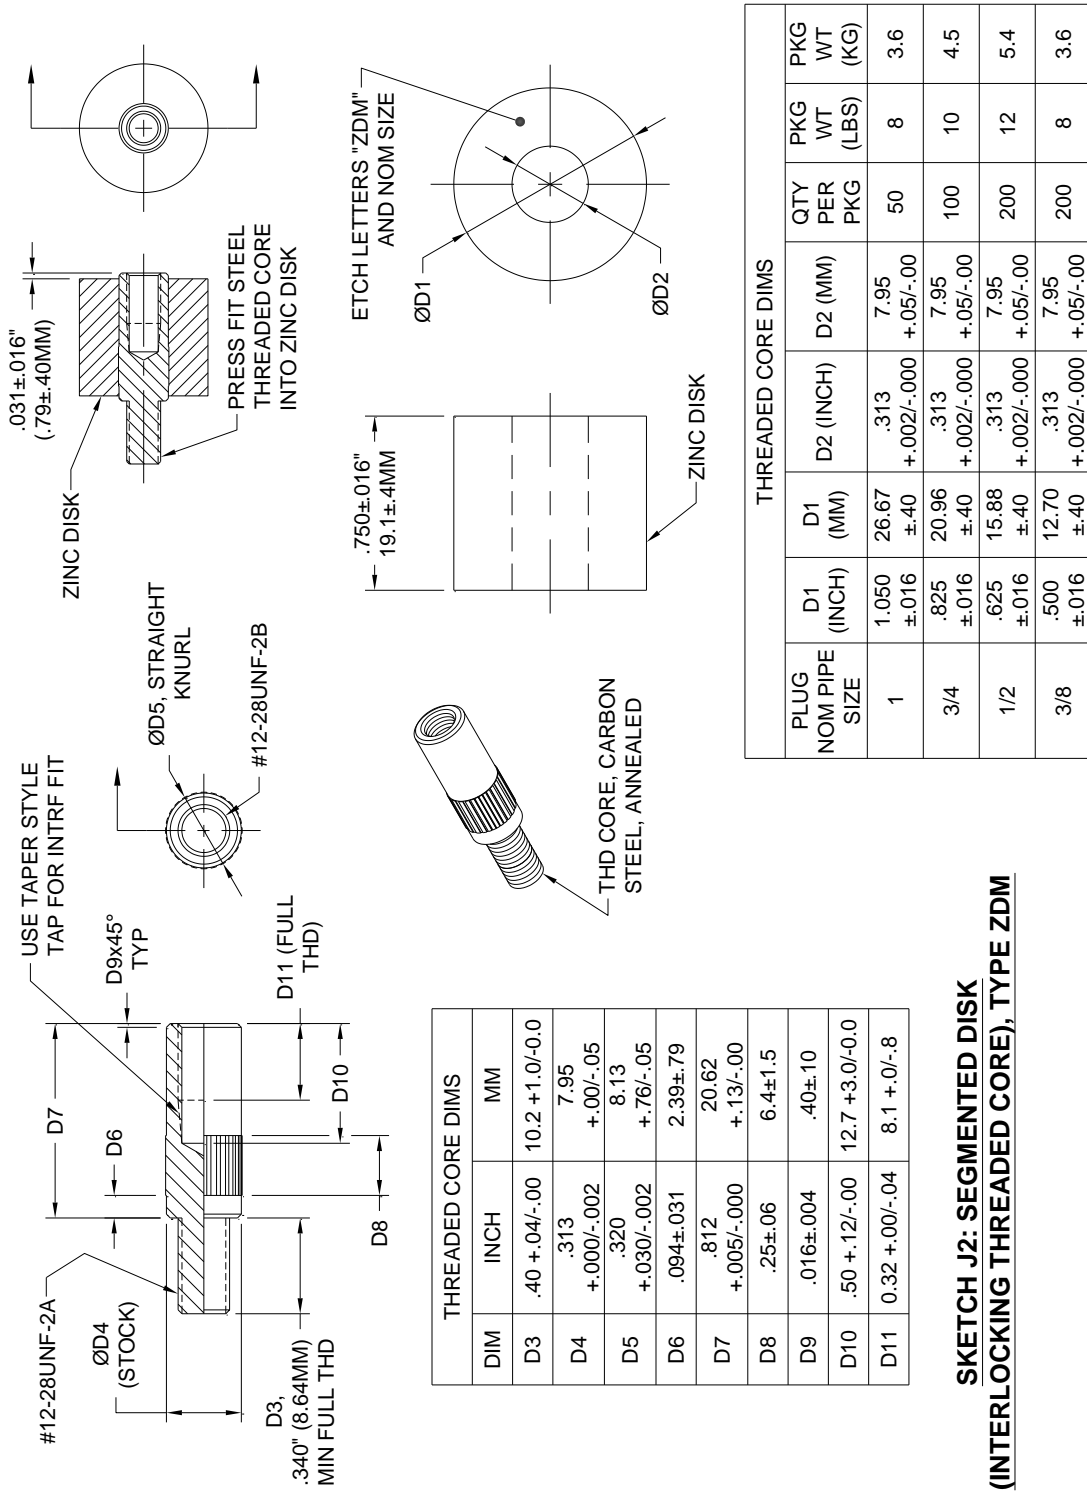 #12-28UNF-2A
ØD4
(STOCK)
D3,
.340" (8.64MM)
MIN FULL THD
D7
D6
D8
USE TAPER STYLE
TAP FOR INTRF FIT
D9x45°
TYP
D11 (FULL
THD)
D10
ØD5, STRAIGHT
KNURL
#12-28UNF-2B
.031±.016"
(.79±.40MM)
ZINC DISK
PRESS FIT STEEL
THREADED CORE
INTO ZINC DISK
THD CORE, CARBON
STEEL, ANNEALED
.750±.016"
19.1±.4MM
ZINC DISK
ETCH LETTERS "ZDM"
AND NOM SIZE
ØD1
ØD2
THREADED CORE DIMS
DIM INCH MM
D3 .40 +.04/-.00 10.2 +1.0/-0.0
D4 .313 +.000/-.002 7.95 +.00/-.05
D5 .320 +.030/-.002 8.13 +.76/-.05
D6 .094±.031 2.39±.79
D7 .812 +.005/-.000 20.62 +.13/-.00
D8 .25±.06 6.4±1.5
D9 .016±.004 .40±.10
D10 .50 +.12/-.00 12.7 +3.0/-0.0
D11 0.32 +.00/-.04 8.1 +.0/-.8
THREADED CORE DIMS
PLUG NOM PIPE SIZE D1 (INCH) D1 (MM) D2 (INCH) D2 (MM) QTY PER PKG PKG WT (LBS) PKG WT (KG)
1 1.050 ±.016 26.67 ±.40 .313 +.002/-.000 7.95 +.05/-.00 50 8 3.6
3/4 .825 ±.016 20.96 ±.40 .313 +.002/-.000 7.95 +.05/-.00 100 10 4.5
1/2 .625 ±.016 15.88 ±.40 .313 +.002/-.000 7.95 +.05/-.00 200 12 5.4
3/8 .500 ±.016 12.70 ±.40 .313 +.002/-.000 7.95 +.05/-.00 200 8 3.6
SKETCH J2: SEGMENTED DISK
(INTERLOCKING THREADED CORE), TYPE ZDM